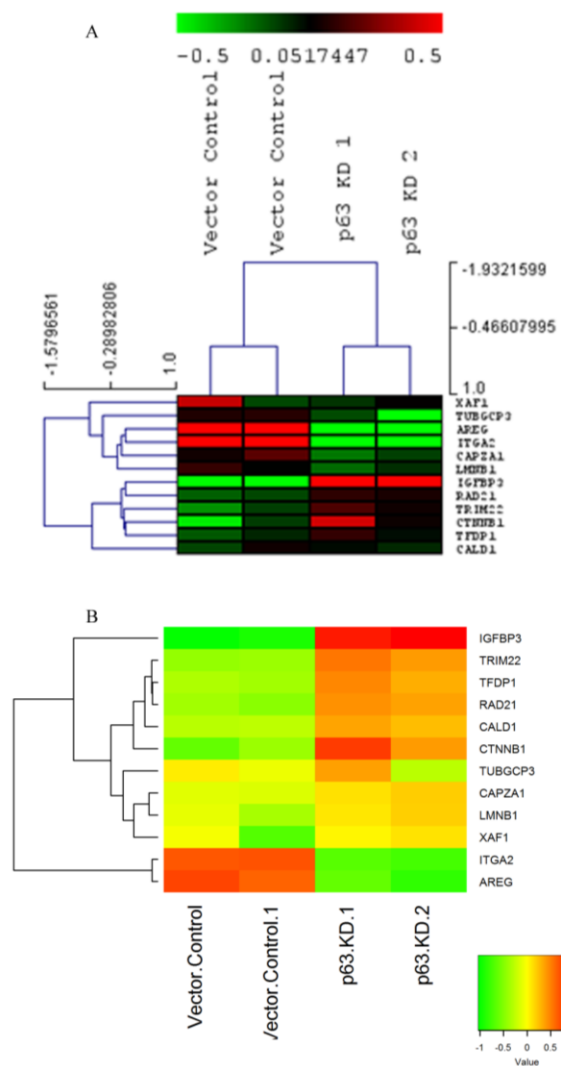 A
-0.5 0.0517447 0.5
Vector Control
Vector Control
p63 KD 1
p63 KD 2
-1.9321599
-0.46607995
1.0
-1.5796561
-0.28982806
1.0
XAF1
TUBGCP3
AREG
ITGA2
CAPZA1
LMNB1
IGFBP3
RAD21
TRIM22
CTNNB1
TFDP1
CALD1
B
IGFBP3
TRIM22
TFDP1
RAD21
CALD1
CTNNB1
TUBGCP3
CAPZA1
LMNB1
XAF1
ITGA2
AREG
Vector.Control
Vector.Control.1
p63.KD.1
p63.KD.2
-1 -0.5 0 0.5
Value